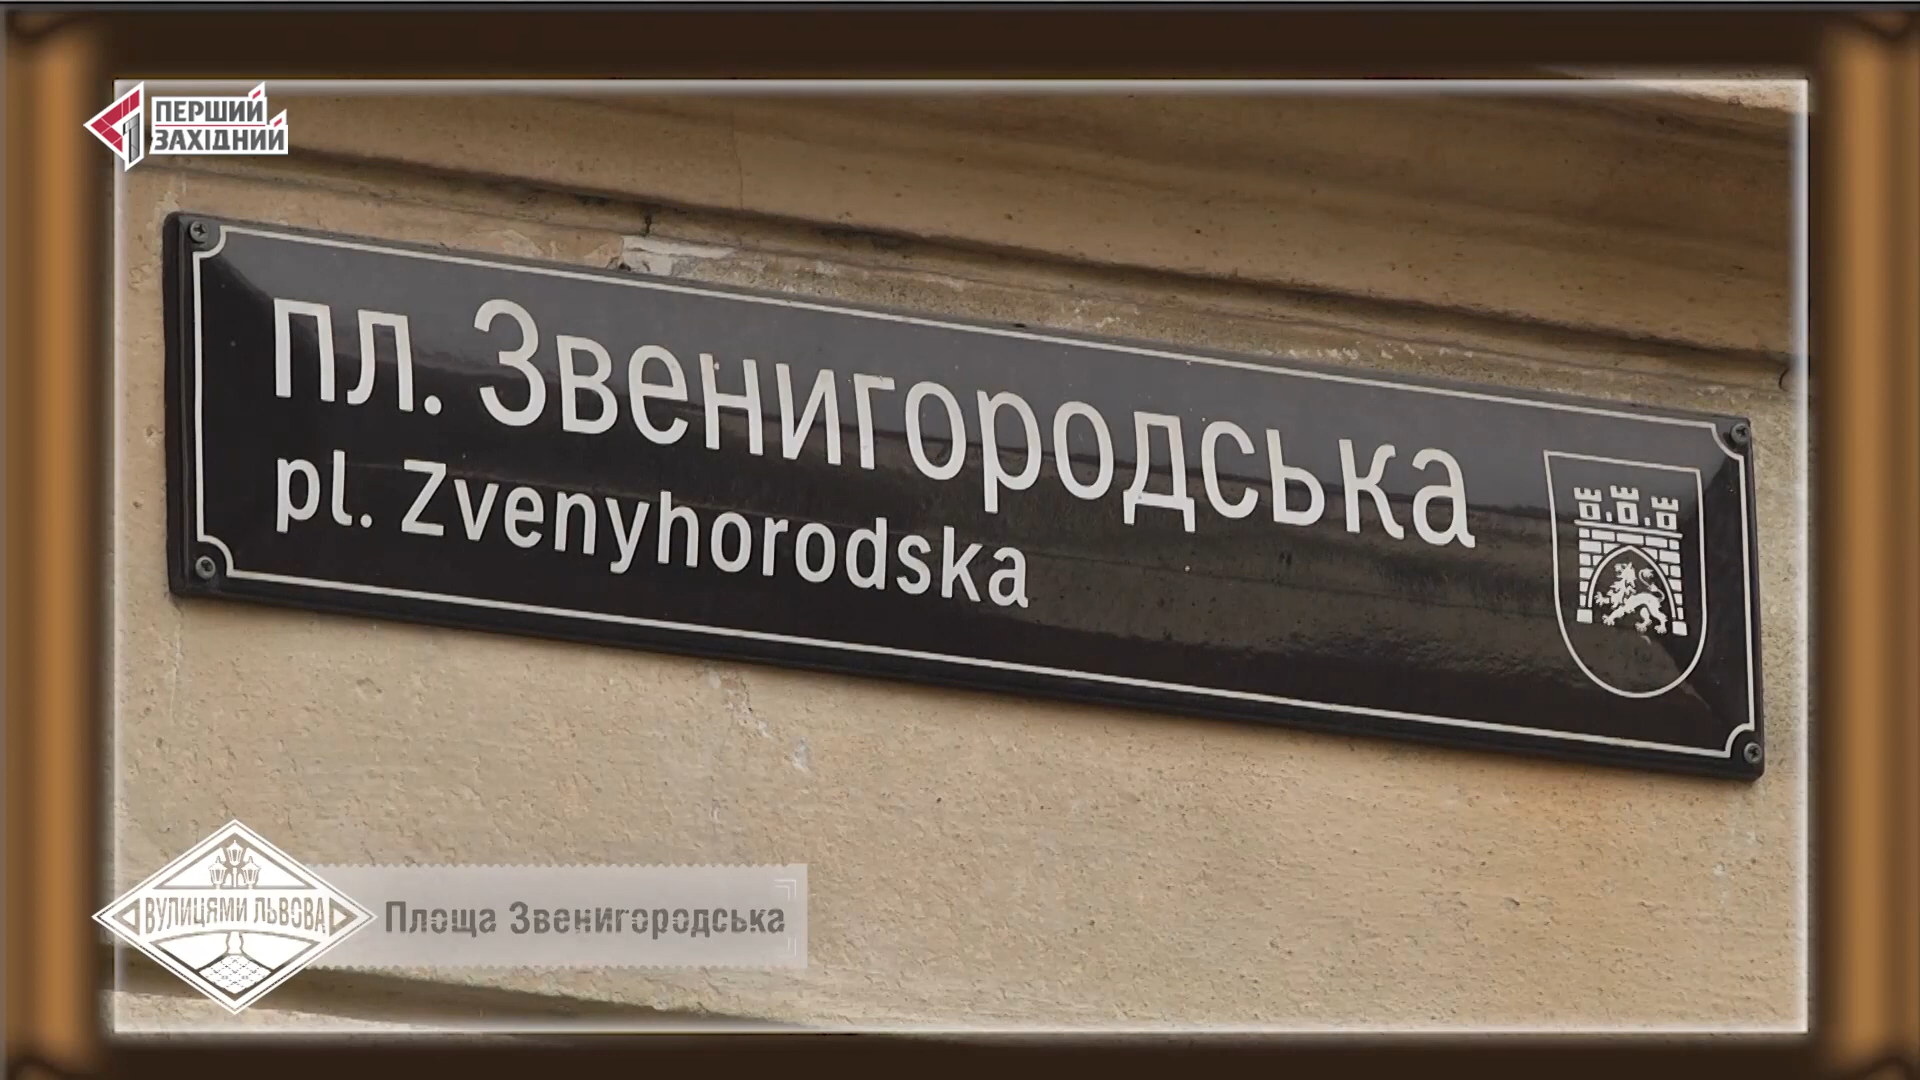 ПЕРШИЙ
ЗАХІДНИЙ
пл. Звенигородська
pl. Zvenyhorodska
ВУЛИЦЯМИ ЛЬВОВА
Площа Звенигородська